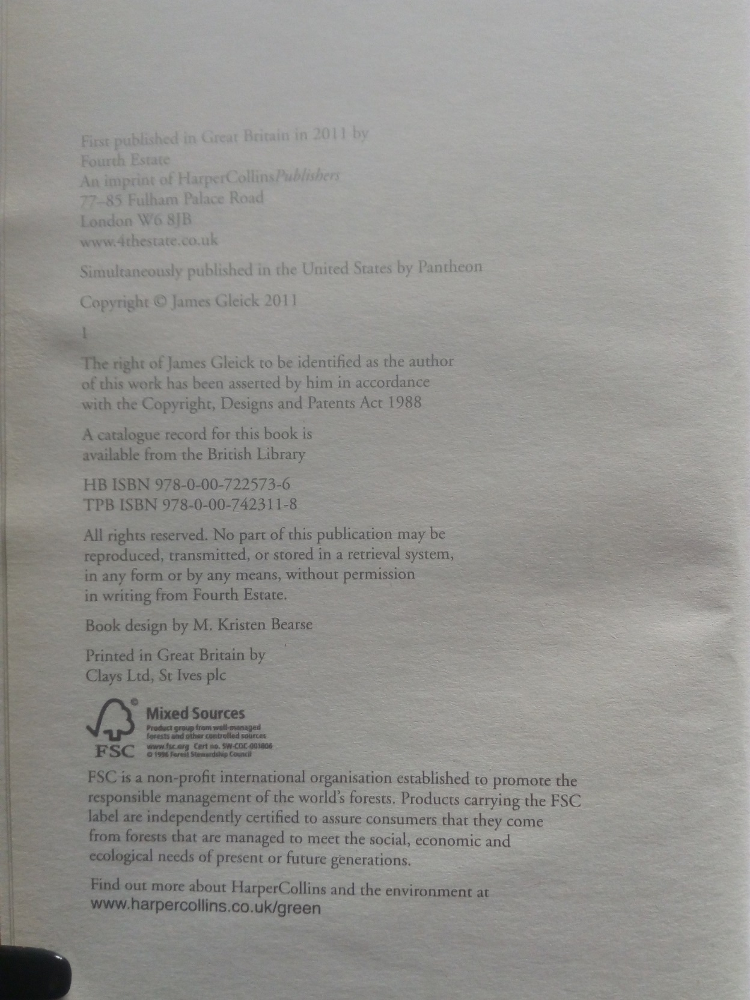 First published in Great Britain in 2011 by
Fourth Estate
An imprint of HarperCollinsPublishers
77–85 Fulham Palace Road
London W6 8JB
www.4thestate.co.uk
Simultaneously published in the United States by Pantheon
Copyright © James Gleick 2011
1
The right of James Gleick to be identified as the author
of this work has been asserted by him in accordance
with the Copyright, Designs and Patents Act 1988
A catalogue record for this book is
available from the British Library
HB ISBN 978-0-00-722573-6
TPB ISBN 978-0-00-742311-8
All rights reserved. No part of this publication may be
reproduced, transmitted, or stored in a retrieval system,
in any form or by any means, without permission
in writing from Fourth Estate.
Book design by M. Kristen Bearse
Printed in Great Britain by
Clays Ltd, St Ives plc
©
Mixed Sources
Product group from well-managed
forests and other controlled sources
www.fsc.org Cert no. SW-COC-001806
© 1996 Forest Stewardship Council
FSC
FSC is a non-profit international organisation established to promote the
responsible management of the world's forests. Products carrying the FSC
label are independently certified to assure consumers that they come
from forests that are managed to meet the social, economic and
ecological needs of present or future generations.
Find out more about HarperCollins and the environment at
www.harpercollins.co.uk/green